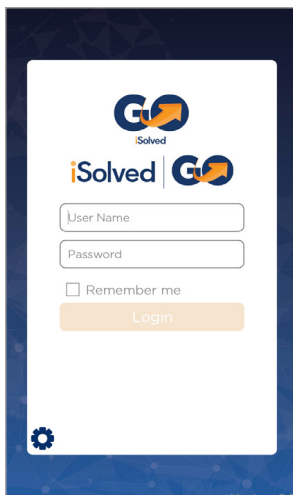 GO
iSolved
iSolved GO
User Name
Password
Remember me
Login